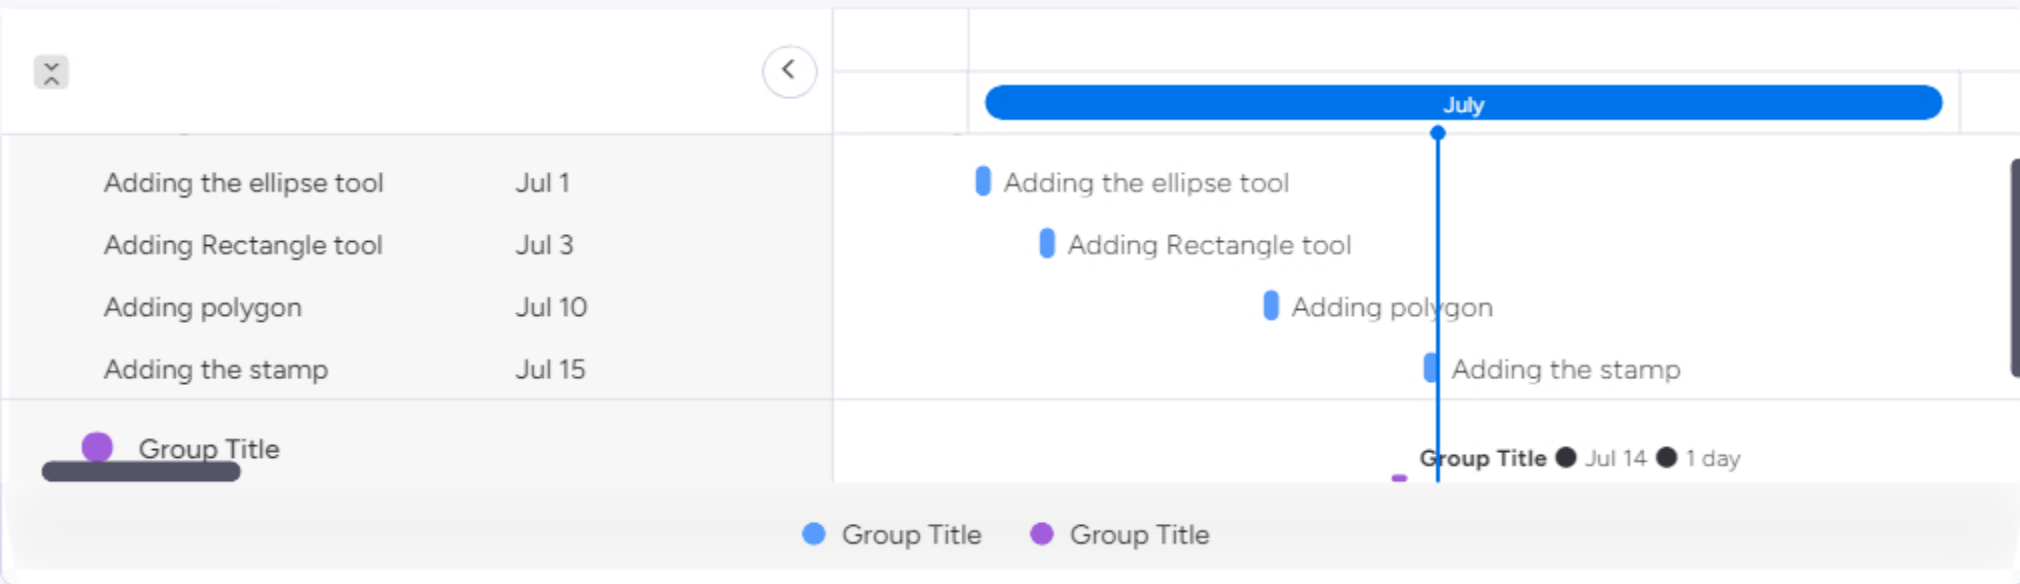 July
Adding the ellipse tool Jul 1 Adding the ellipse tool
Adding Rectangle tool Jul 3 Adding Rectangle tool
Adding polygon Jul 10 Adding polygon
Adding the stamp Jul 15 Adding the stamp
Group Title Group Title ● Jul 14 ● 1 day
Group Title Group Title